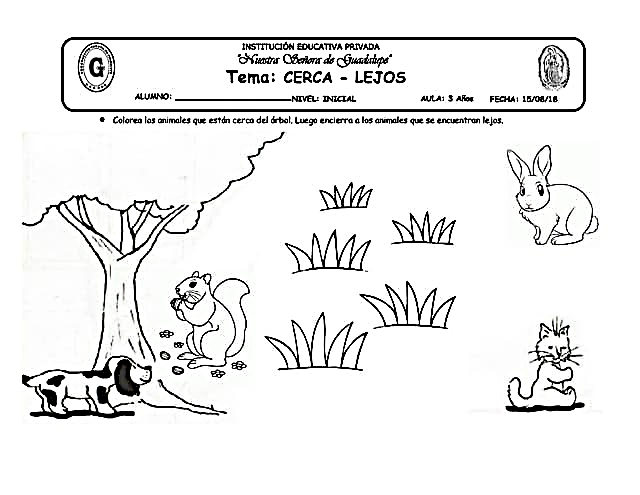 INSTITUCIÓN EDUCATIVA PRIVADA
"Nuestra Señora de Guadalupe"
G
Tema: CERCA - LEJOS
ALUMNO: NIVEL: INICIAL AULA: 3 Años FECHA: 15/08/18
• Colorea los animales que están cerca del árbol. Luego encierra a los animales que se encuentran lejos.